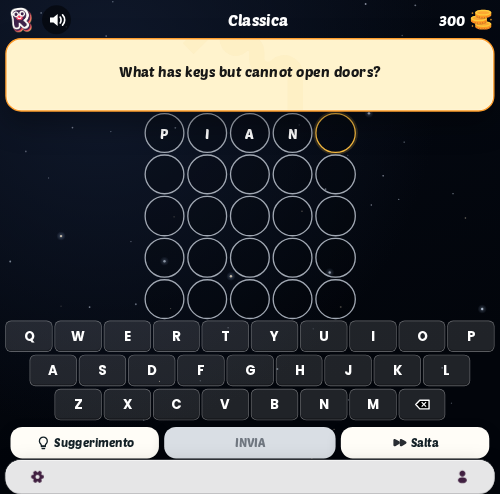 Classica
300
What has keys but cannot open doors?
P I A N
Q W E R T Y U I O P
A S D F G H J K L
Z X C V B N M
Suggerimento INVIA Salta